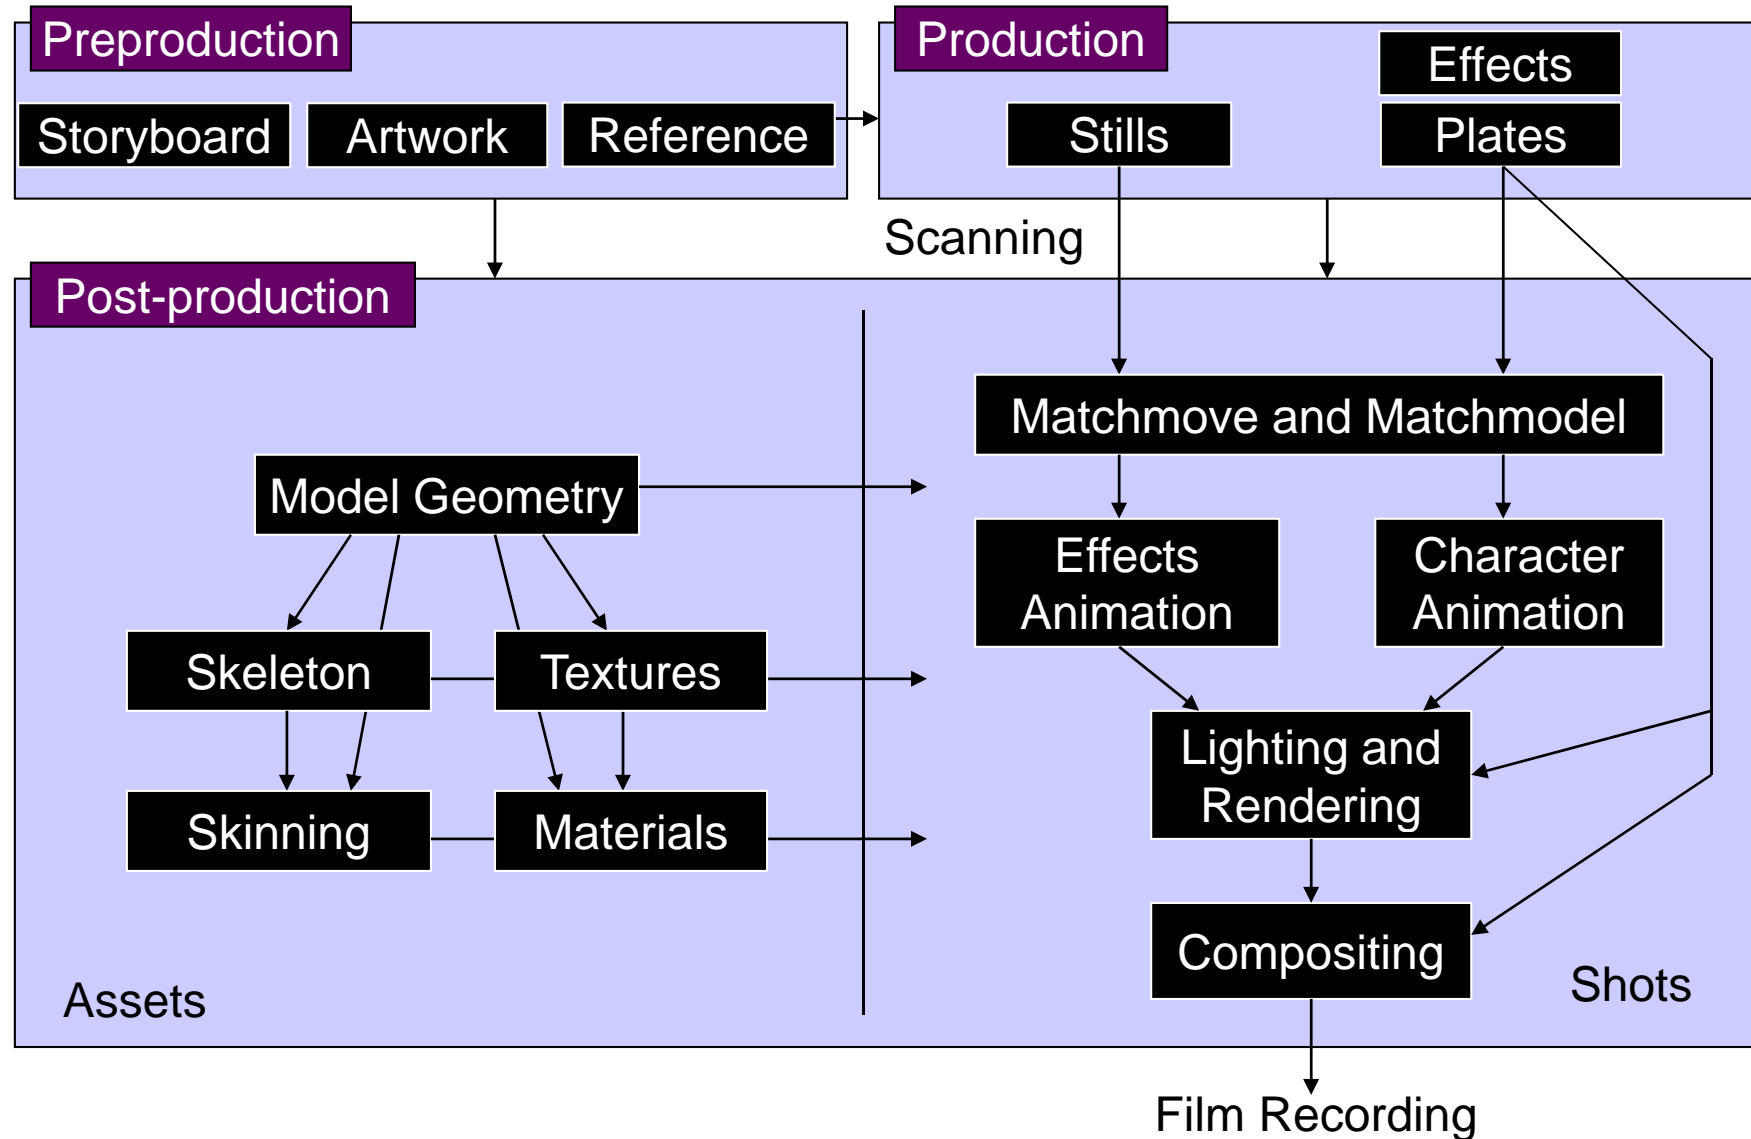 Preproduction
Storyboard
Artwork
Reference
Production
Effects
Stills
Plates
Scanning
Post-production
Model Geometry
Skeleton
Textures
Skinning
Materials
Assets
Matchmove and Matchmodel
Effects
Animation
Character
Animation
Lighting and
Rendering
Compositing
Shots
Film Recording